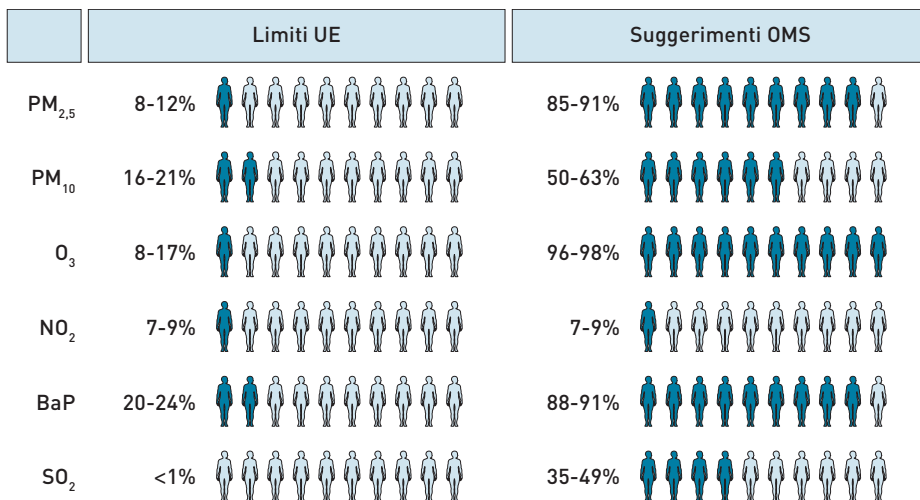 Limiti UE Suggerimenti OMS
PM2,5 8-12% 85-91%
PM10 16-21% 50-63%
O3 8-17% 96-98%
NO2 7-9% 7-9%
BaP 20-24% 88-91%
SO2 <1% 35-49%